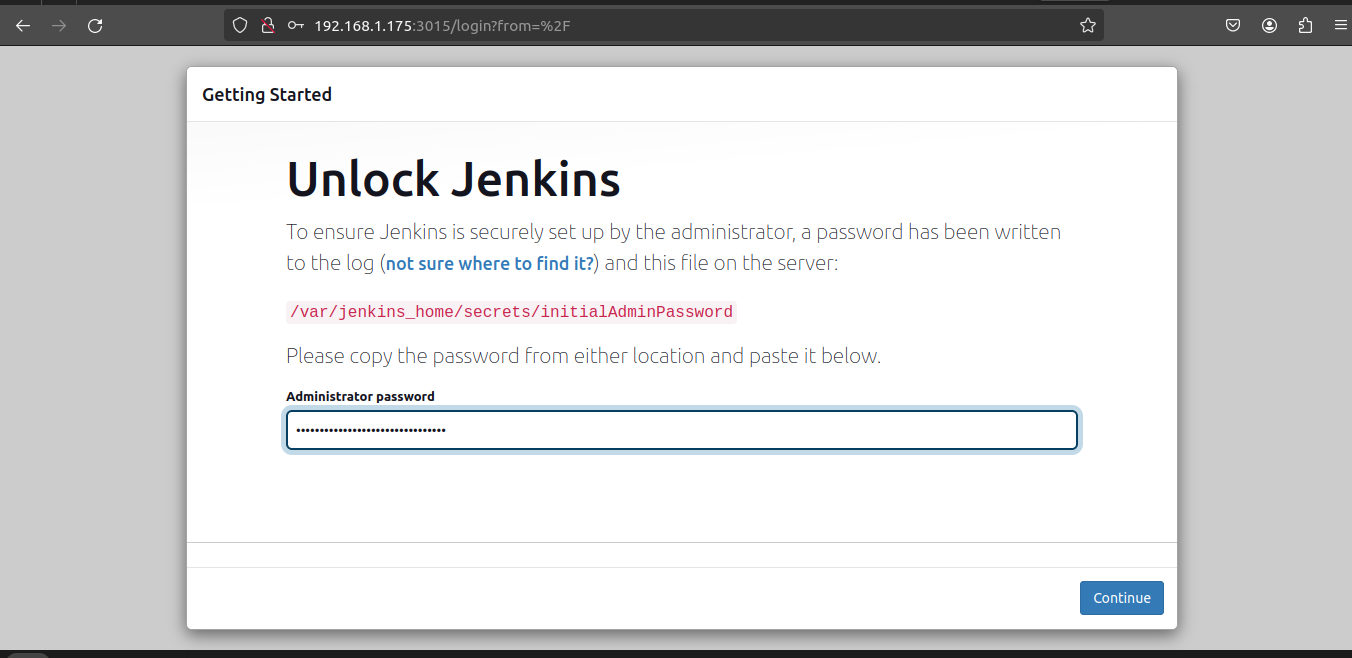 192.168.1.175:3015/login?from=%2F
Getting Started
Unlock Jenkins
To ensure Jenkins is securely set up by the administrator, a password has been written
to the log (not sure where to find it?) and this file on the server:
/var/jenkins_home/secrets/initialAdminPassword
Please copy the password from either location and paste it below.
Administrator password
Continue